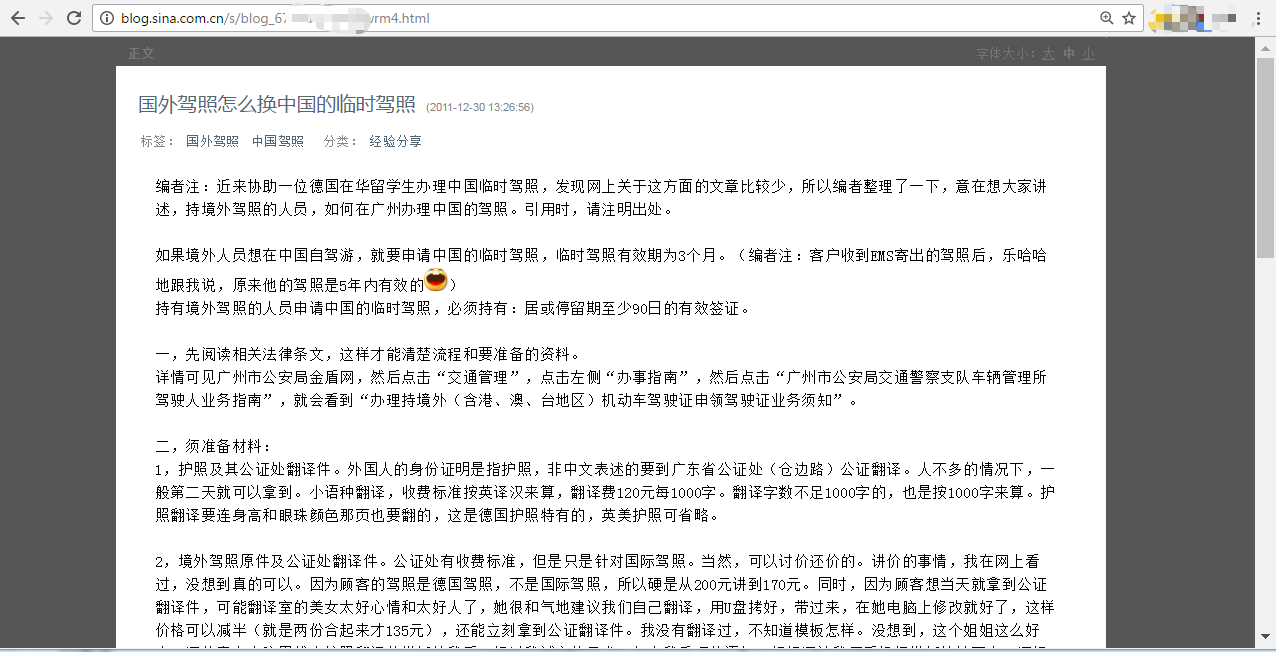 blog.sina.com.cn/s/blog_67
vrm4.html
正文
字体大小：大 中 小
国外驾照怎么换中国的临时驾照 (2011-12-30 13:26:56)
标签： 国外驾照 中国驾照 分类： 经验分享
编者注：近来协助一位德国在华留学生办理中国临时驾照，发现网上关于这方面的文章比较少，所以编者整理了一下，意在想大家讲
述，持境外驾照的人员，如何在广州办理中国的驾照。引用时，请注明出处。
如果境外人员想在中国自驾游，就要申请中国的临时驾照，临时驾照有效期为3个月。（编者注：客户收到EMS寄出的驾照后，乐哈哈
地跟我说，原来他的驾照是5年内有效的）
持有境外驾照的人员申请中国的临时驾照，必须持有：居或停留期至少90日的有效签证。
一，先阅读相关法律条文，这样才能清楚流程和要准备的资料。
详情可见广州市公安局金盾网，然后点击“交通管理”，点击左侧“办事指南”，然后点击“广州市公安局交通警察支队车辆管理所
驾驶人业务指南”，就会看到“办理持境外（含港、澳、台地区）机动车驾驶证申领驾驶证业务须知”。
二，须准备材料：
1，护照及其公证处翻译件。外国人的身份证明是指护照，非中文表述的要到广东省公证处（仓边路）公证翻译。人不多的情况下，一
般第二天就可以拿到。小语种翻译，收费标准按英译汉来算，翻译费120元每1000字。翻译字数不足1000字的，也是按1000字来算。护
照翻译要连身高和眼珠颜色那页也要翻的，这是德国护照特有的，英美护照可省略。
2，境外驾照原件及公证处翻译件。公证处有收费标准，但是只是针对国际驾照。当然，可以讨价还价的。讲价的事情，我在网上看
过，没想到真的可以。因为顾客的驾照是德国驾照，不是国际驾照，所以硬是从200元讲到170元。同时，因为顾客想当天就拿到公证
翻译件，可能翻译室的美女太好心情和太好人了，她很和气地建议我们自己翻译，用U盘拷好，带过来，在她电脑上修改就好了，这样
价格可以减半（就是两份合起来才135元），还能立刻拿到公证翻译件。我没有翻译过，不知道模板怎样。没想到，这个姐姐这么好